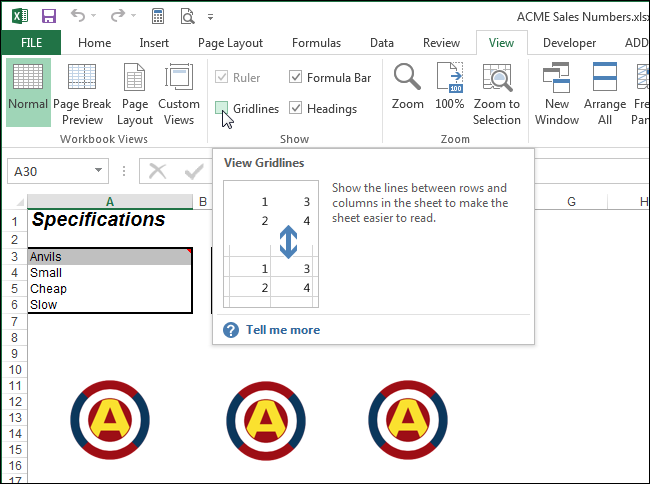 ACME Sales Numbers.xls
FILE Home Insert Page Layout Formulas Data Review View Developer ADD
Normal Page Break Preview Page Layout Custom Views
Workbook Views
Ruler Formula Bar
Gridlines Headings
Show
Zoom 100% Zoom to Selection
100
Zoom
New Window Arrange All
A30
View Gridlines
Show the lines between rows and
columns in the sheet to make the
sheet easier to read.
1 3
2 4
1 3
2 4
? Tell me more
A B G H
1 Specifications
2
3 Anvils
4 Small
5 Cheap
6 Slow
7
8
9
10
11
12
13
14
15
16
17
A A A